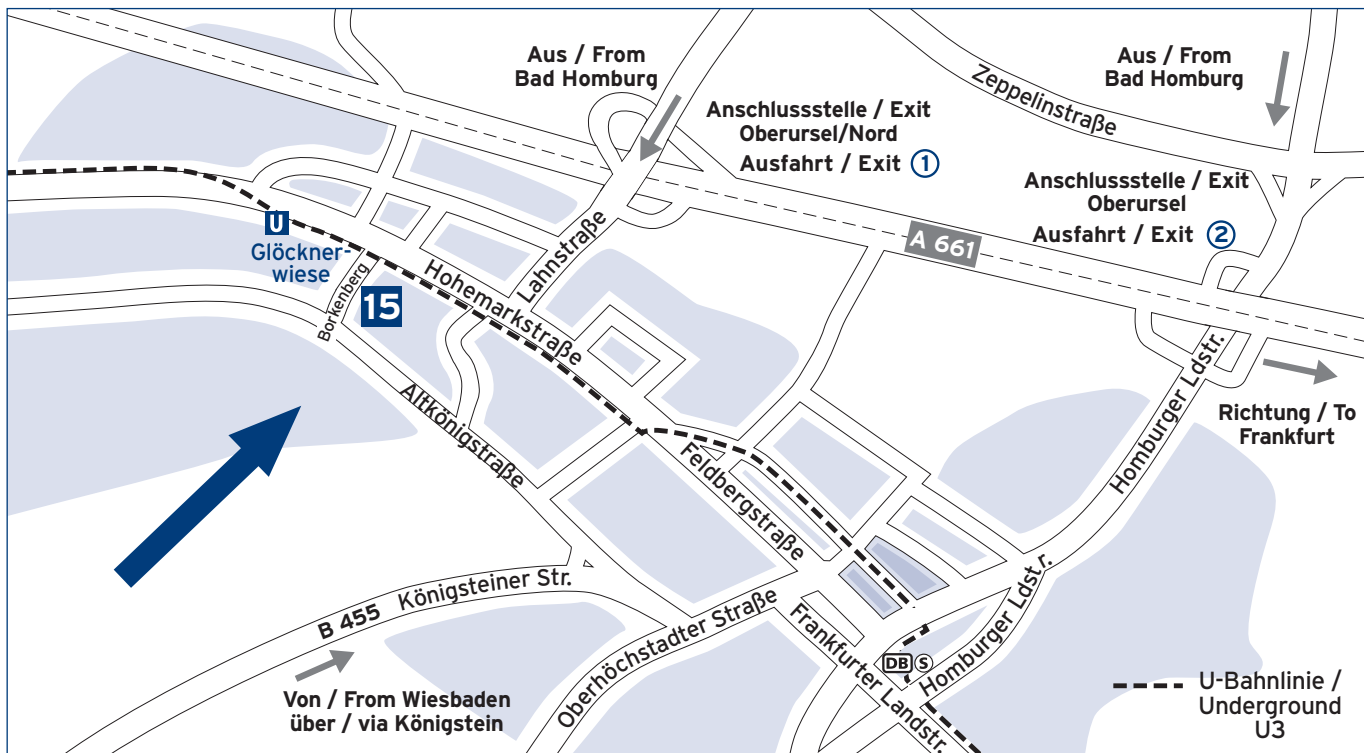 Aus / From
Bad Homburg
Aus / From
Bad Homburg
Zeppelinstraße
Anschlussstelle / Exit
Oberursel/Nord
Ausfahrt / Exit 1
Anschlussstelle / Exit
Oberursel
Ausfahrt / Exit 2
A 661
U
Glöckner-
wiese
Borkenberg
15
Hohemarkstraße
Lahnstraße
Altkönigstraße
Feldbergstraße
Homburger Ldstr.
Richtung / To
Frankfurt
B 455 Königsteiner Str.
Von / From Wiesbaden
über / via Königstein
Oberhöchstadter Straße
Frankfurter Landstr.
DB S
Homburger Ldstr.
U-Bahnlinie /
Underground
U3